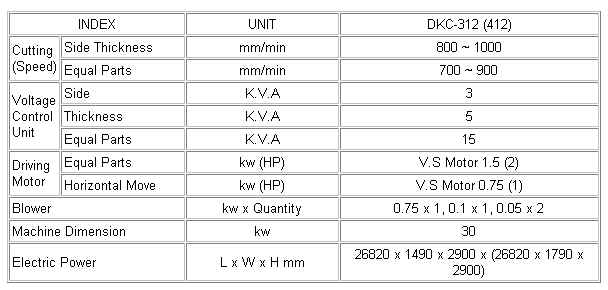 INDEX UNIT DKC-312 (412)
Cutting (Speed) Side Thickness mm/min 800 ~ 1000
Equal Parts mm/min 700 ~ 900
Voltage Control Unit Side K.V.A 3
Thickness K.V.A 5
Equal Parts K.V.A 15
Driving Motor Equal Parts kw (HP) V.S Motor 1.5 (2)
Horizontal Move kw (HP) V.S Motor 0.75 (1)
Blower kw x Quantity 0.75 x 1, 0.1 x 1, 0.05 x 2
Machine Dimension kw 30
Electric Power L x W x H mm 26820 x 1490 x 2900 x (26820 x 1790 x 2900)